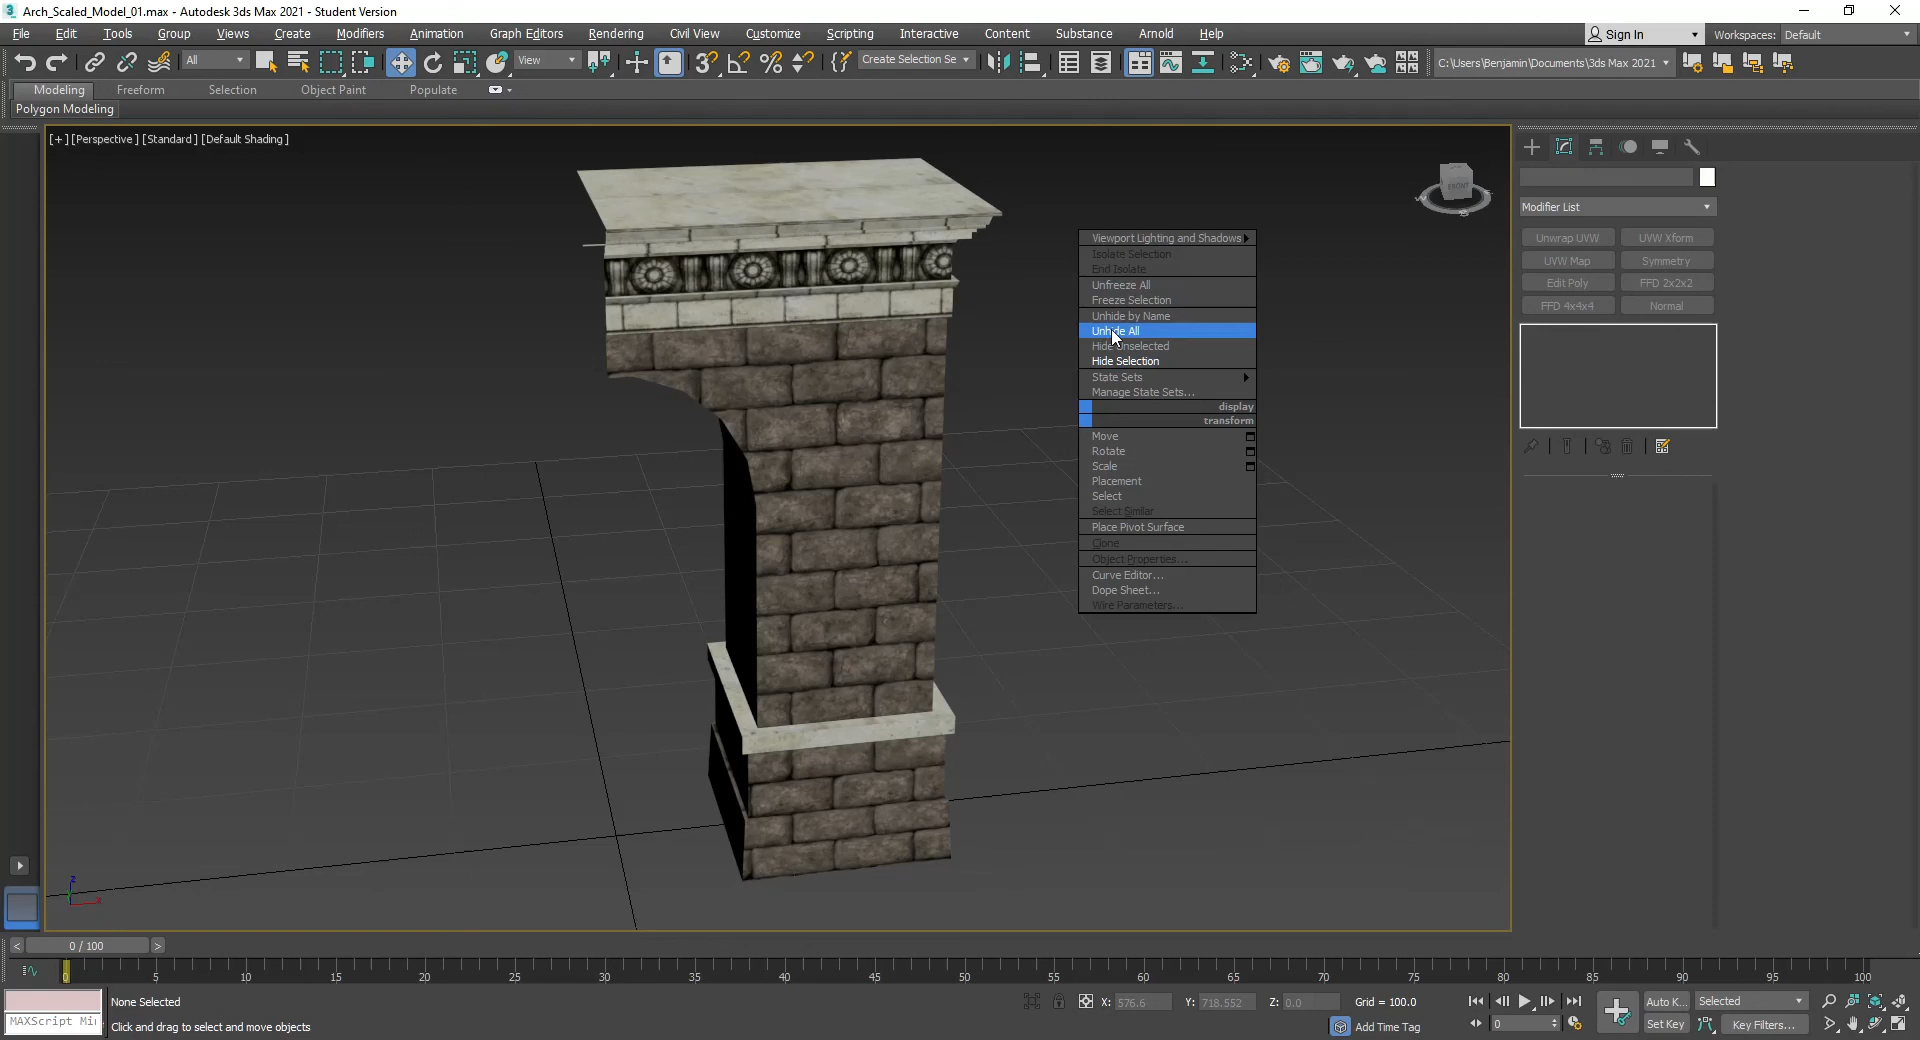 Arch_Scaled_Model_01.max - Autodesk 3ds Max 2021 - Student Version
File Edit Tools Group Views Create Modifiers Animation Graph Editors Rendering Civil View Customize Scripting Interactive Content Substance Arnold Help Sign In Workspaces: Default
All View Create Selection Se C:\Users\Benjamin\Documents\3ds Max 2021
Modeling Freeform Selection Object Paint Populate
Polygon Modeling
[+] [Perspective] [Standard] [Default Shading]
FRONT
Modifier List
Unwrap UVW UVW Xform
UVW Map Symmetry
Edit Poly FFD 2x2x2
FFD 4x4x4 Normal
Viewport Lighting and Shadows
Isolate Selection
End Isolate
Unfreeze All
Freeze Selection
Unhide by Name
Unhide All
Hide Unselected
Hide Selection
State Sets
Manage State Sets...
display
transform
Move
Rotate
Scale
Placement
Select
Select Similar
Place Pivot Surface
Clone
Object Properties...
Curve Editor...
Dope Sheet...
Wire Parameters...
z
x
< 0 / 100 >
0 5 10 15 20 25 30 35 40 45 50 55 60 65 70 75 80 85 90 95 100
None Selected X: 576.6 Y: 718.552 Z: 0.0 Grid = 100.0 Auto K... Selected
MAXScript Mi Click and drag to select and move objects Add Time Tag 0 Set Key Key Filters...